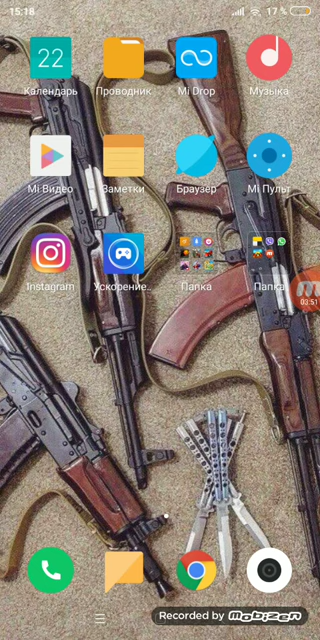 15:18
17 %
22
Календарь
Проводник
Mi Drop
Музыка
Mi Видео
Заметки
Браузер
Mi Пульт
Instagram
Ускорение..
Папка
Папка
03:51
Recorded by Mobizen